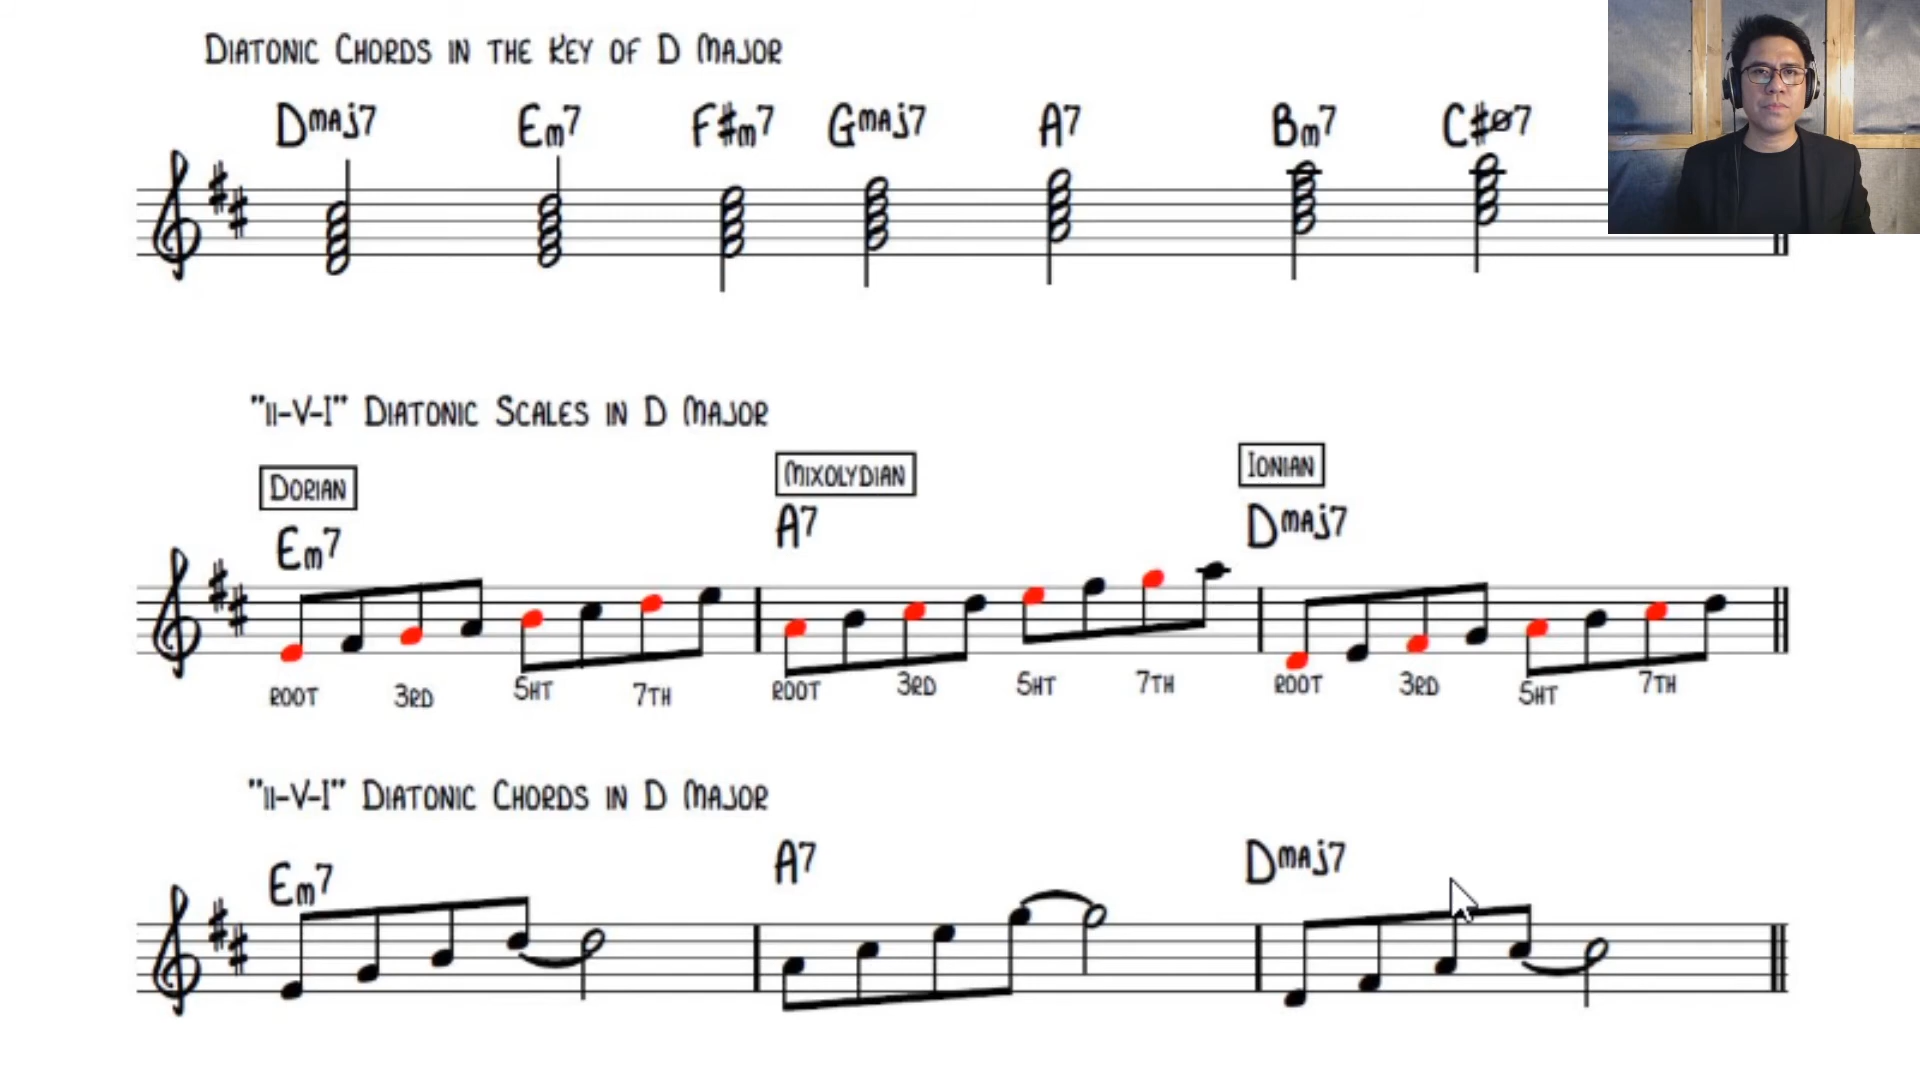 DIATONIC CHORDS IN THE KEY OF D MAJOR
Dmaj7 Em7 F#m7 Gmaj7 A7 Bm7 C#ø7
"II-V-I" DIATONIC SCALES IN D MAJOR
DORIAN MIXOLYDIAN IONIAN
Em7 A7 Dmaj7
ROOT 3RD 5HT 7TH ROOT 3RD 5HT 7TH ROOT 3RD 5HT 7TH
"II-V-I" DIATONIC CHORDS IN D MAJOR
Em7 A7 Dmaj7